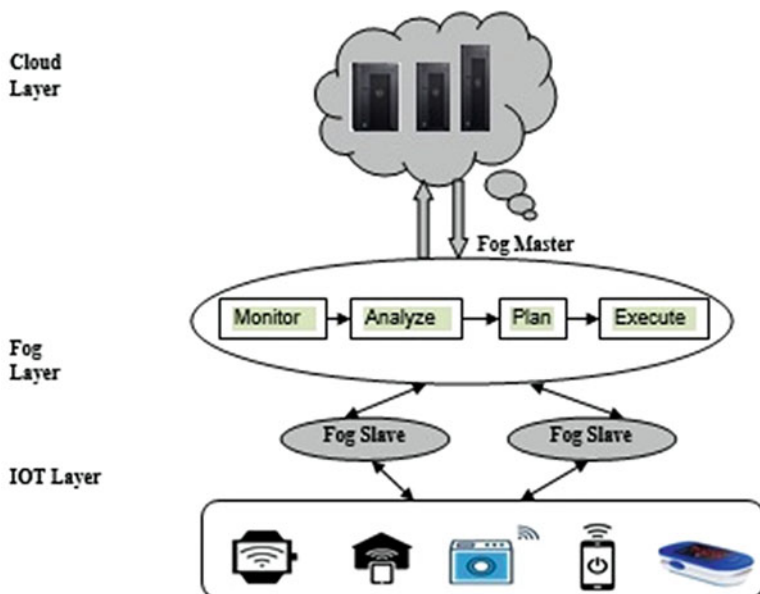 Cloud
Layer
Fog Master
Monitor
Analyze
Plan
Execute
Fog
Layer
Fog Slave
Fog Slave
IOT Layer